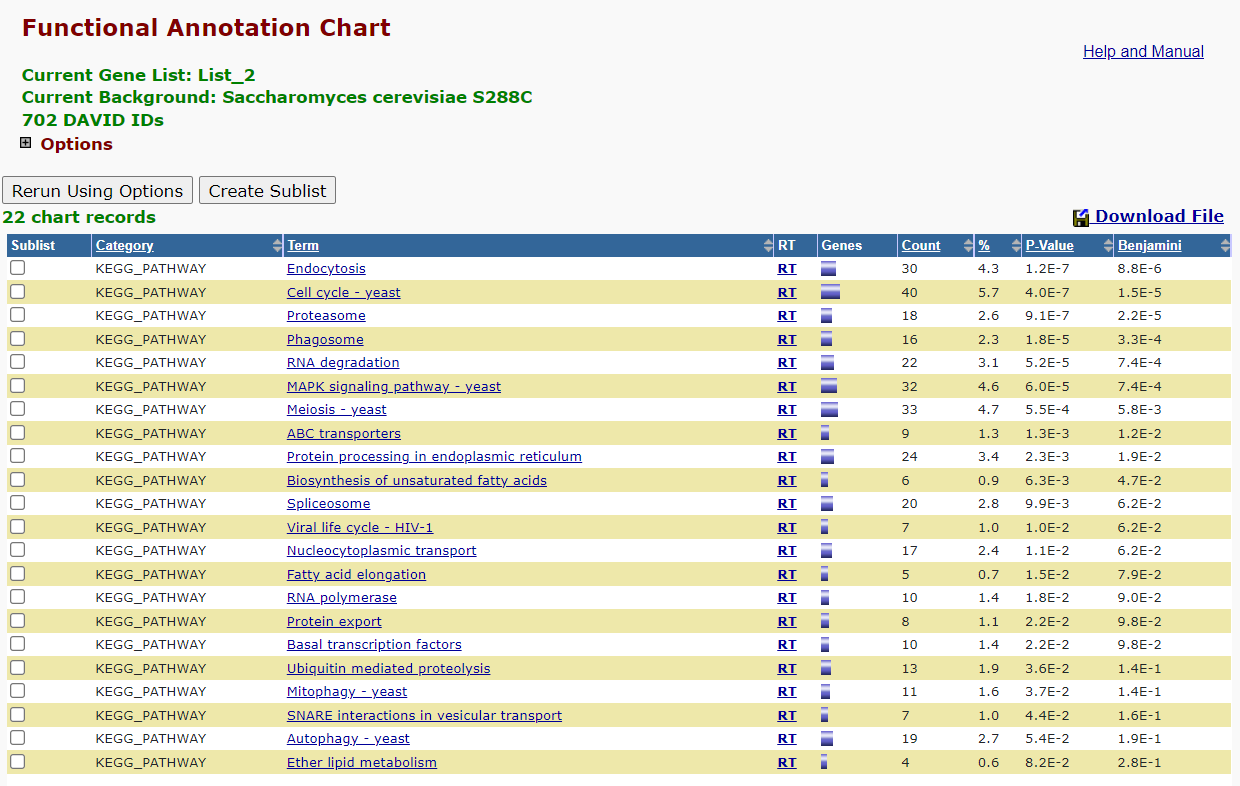 Functional Annotation Chart
Help and Manual
Current Gene List: List_2
Current Background: Saccharomyces cerevisiae S288C
702 DAVID IDs
Options
Rerun Using Options Create Sublist
22 chart records Download File
Sublist Category Term RT Genes Count % P-Value Benjamini
KEGG_PATHWAY Endocytosis RT 30 4.3 1.2E-7 8.8E-6
KEGG_PATHWAY Cell cycle - yeast RT 40 5.7 4.0E-7 1.5E-5
KEGG_PATHWAY Proteasome RT 18 2.6 9.1E-7 2.2E-5
KEGG_PATHWAY Phagosome RT 16 2.3 1.8E-5 3.3E-4
KEGG_PATHWAY RNA degradation RT 22 3.1 5.2E-5 7.4E-4
KEGG_PATHWAY MAPK signaling pathway - yeast RT 32 4.6 6.0E-5 7.4E-4
KEGG_PATHWAY Meiosis - yeast RT 33 4.7 5.5E-4 5.8E-3
KEGG_PATHWAY ABC transporters RT 9 1.3 1.3E-3 1.2E-2
KEGG_PATHWAY Protein processing in endoplasmic reticulum RT 24 3.4 2.3E-3 1.9E-2
KEGG_PATHWAY Biosynthesis of unsaturated fatty acids RT 6 0.9 6.3E-3 4.7E-2
KEGG_PATHWAY Spliceosome RT 20 2.8 9.9E-3 6.2E-2
KEGG_PATHWAY Viral life cycle - HIV-1 RT 7 1.0 1.0E-2 6.2E-2
KEGG_PATHWAY Nucleocytoplasmic transport RT 17 2.4 1.1E-2 6.2E-2
KEGG_PATHWAY Fatty acid elongation RT 5 0.7 1.5E-2 7.9E-2
KEGG_PATHWAY RNA polymerase RT 10 1.4 1.8E-2 9.0E-2
KEGG_PATHWAY Protein export RT 8 1.1 2.2E-2 9.8E-2
KEGG_PATHWAY Basal transcription factors RT 10 1.4 2.2E-2 9.8E-2
KEGG_PATHWAY Ubiquitin mediated proteolysis RT 13 1.9 3.6E-2 1.4E-1
KEGG_PATHWAY Mitophagy - yeast RT 11 1.6 3.7E-2 1.4E-1
KEGG_PATHWAY SNARE interactions in vesicular transport RT 7 1.0 4.4E-2 1.6E-1
KEGG_PATHWAY Autophagy - yeast RT 19 2.7 5.4E-2 1.9E-1
KEGG_PATHWAY Ether lipid metabolism RT 4 0.6 8.2E-2 2.8E-1